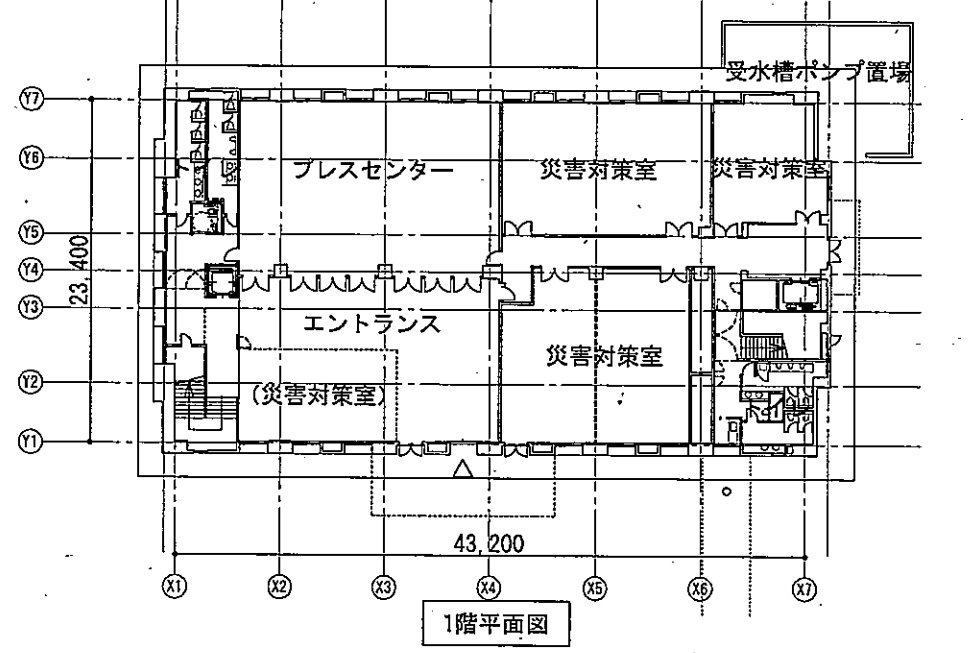 受水槽ポンプ置場
Y7
Y6
プレスセンター
災害対策室
災害対策室
Y5
Y4
23,400
Y3
エントランス
災害対策室
Y2
(災害対策室)
Y1
43,200
X1
X2
X3
X4
X5
X6
X7
1階平面図